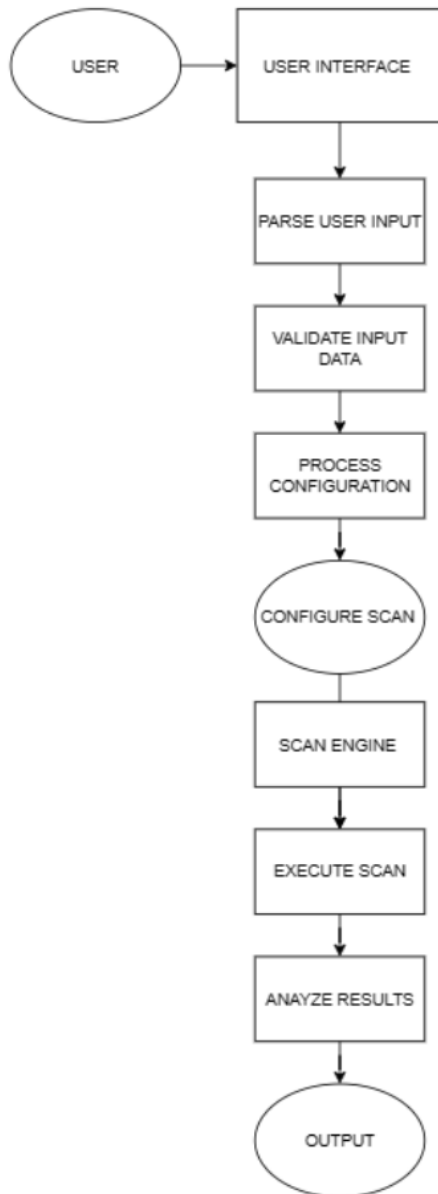 USER
USER INTERFACE
PARSE USER INPUT
VALIDATE INPUT
DATA
PROCESS
CONFIGURATION
CONFIGURE SCAN
SCAN ENGINE
EXECUTE SCAN
ANAYZE RESULTS
OUTPUT